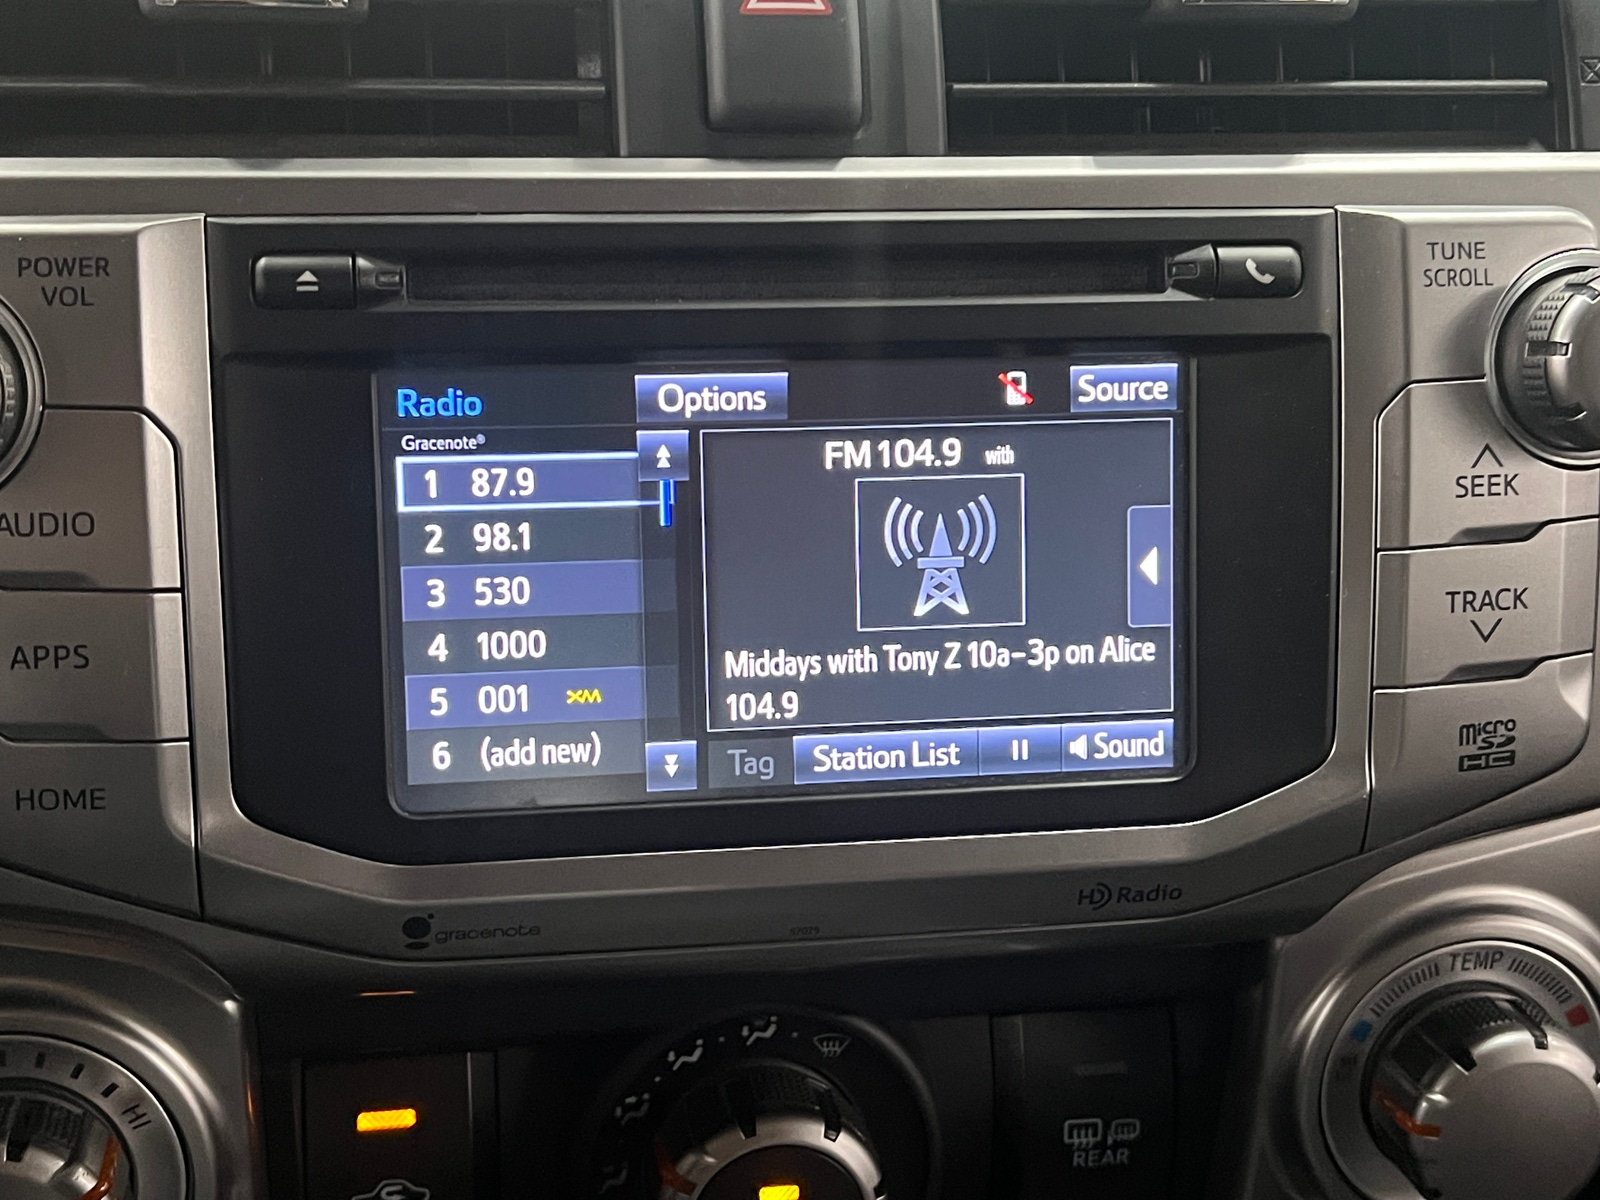 POWER
VOL
TUNE
SCROLL
AUDIO
APPS
HOME
Radio
Options
Source
Gracenote®
1 87.9
2 98.1
3 530
4 1000
5 001 XM
6 (add new)
FM 104.9 with
Middays with Tony Z 10a-3p on Alice
104.9
Tag
Station List
Sound
SEEK
TRACK
micro
SD
HC
gracenote
57079
HD Radio
TEMP
HI
REAR